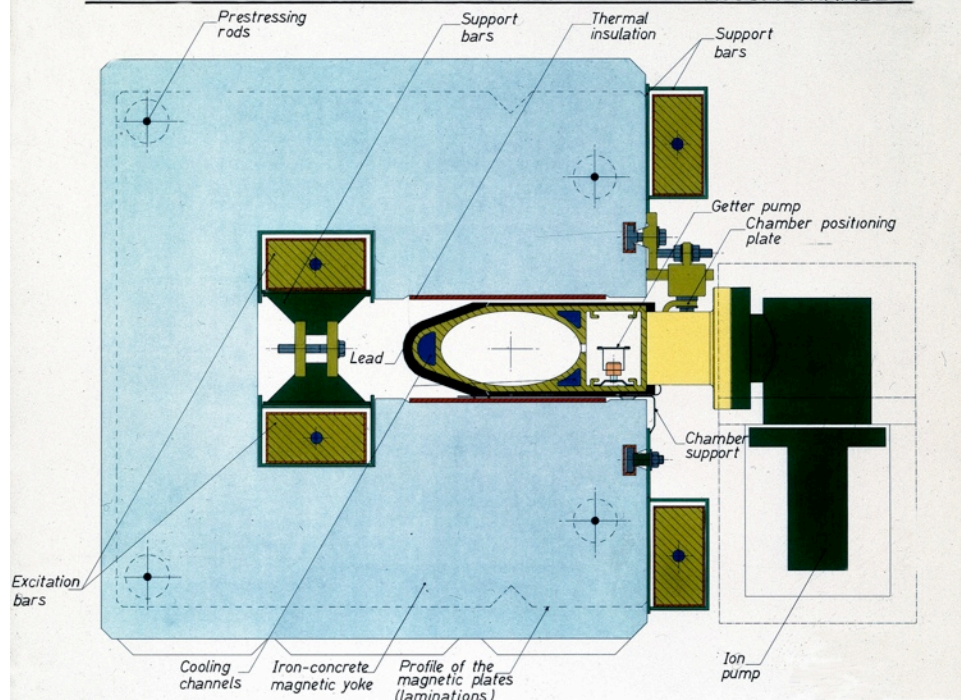 Prestressing
rods
Support
bars
Thermal
insulation
Support
bars
Getter pump
Chamber positioning
plate
Lead
Chamber
support
Excitation
bars
Cooling
channels
Iron-concrete
magnetic yoke
Profile of the
magnetic plates
(laminations)
Ion
pump